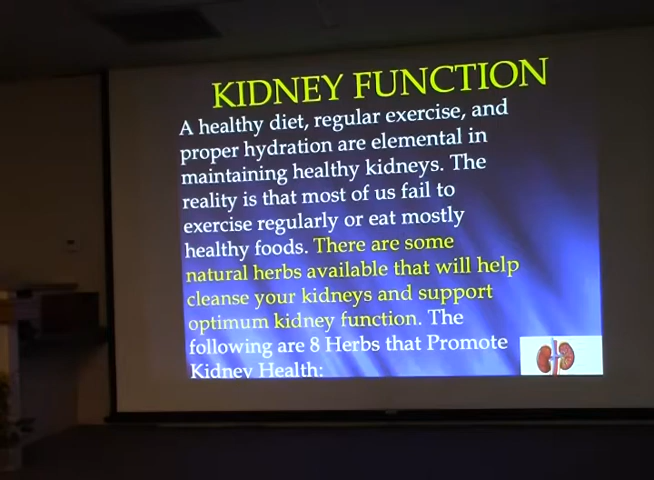 KIDNEY FUNCTION
A healthy diet, regular exercise, and
proper hydration are elemental in
maintaining healthy kidneys. The
reality is that most of us fail to
exercise regularly or eat mostly
healthy foods. There are some
natural herbs available that will help
cleanse your kidneys and support
optimum kidney function. The
following are 8 Herbs that Promote
Kidney Health: